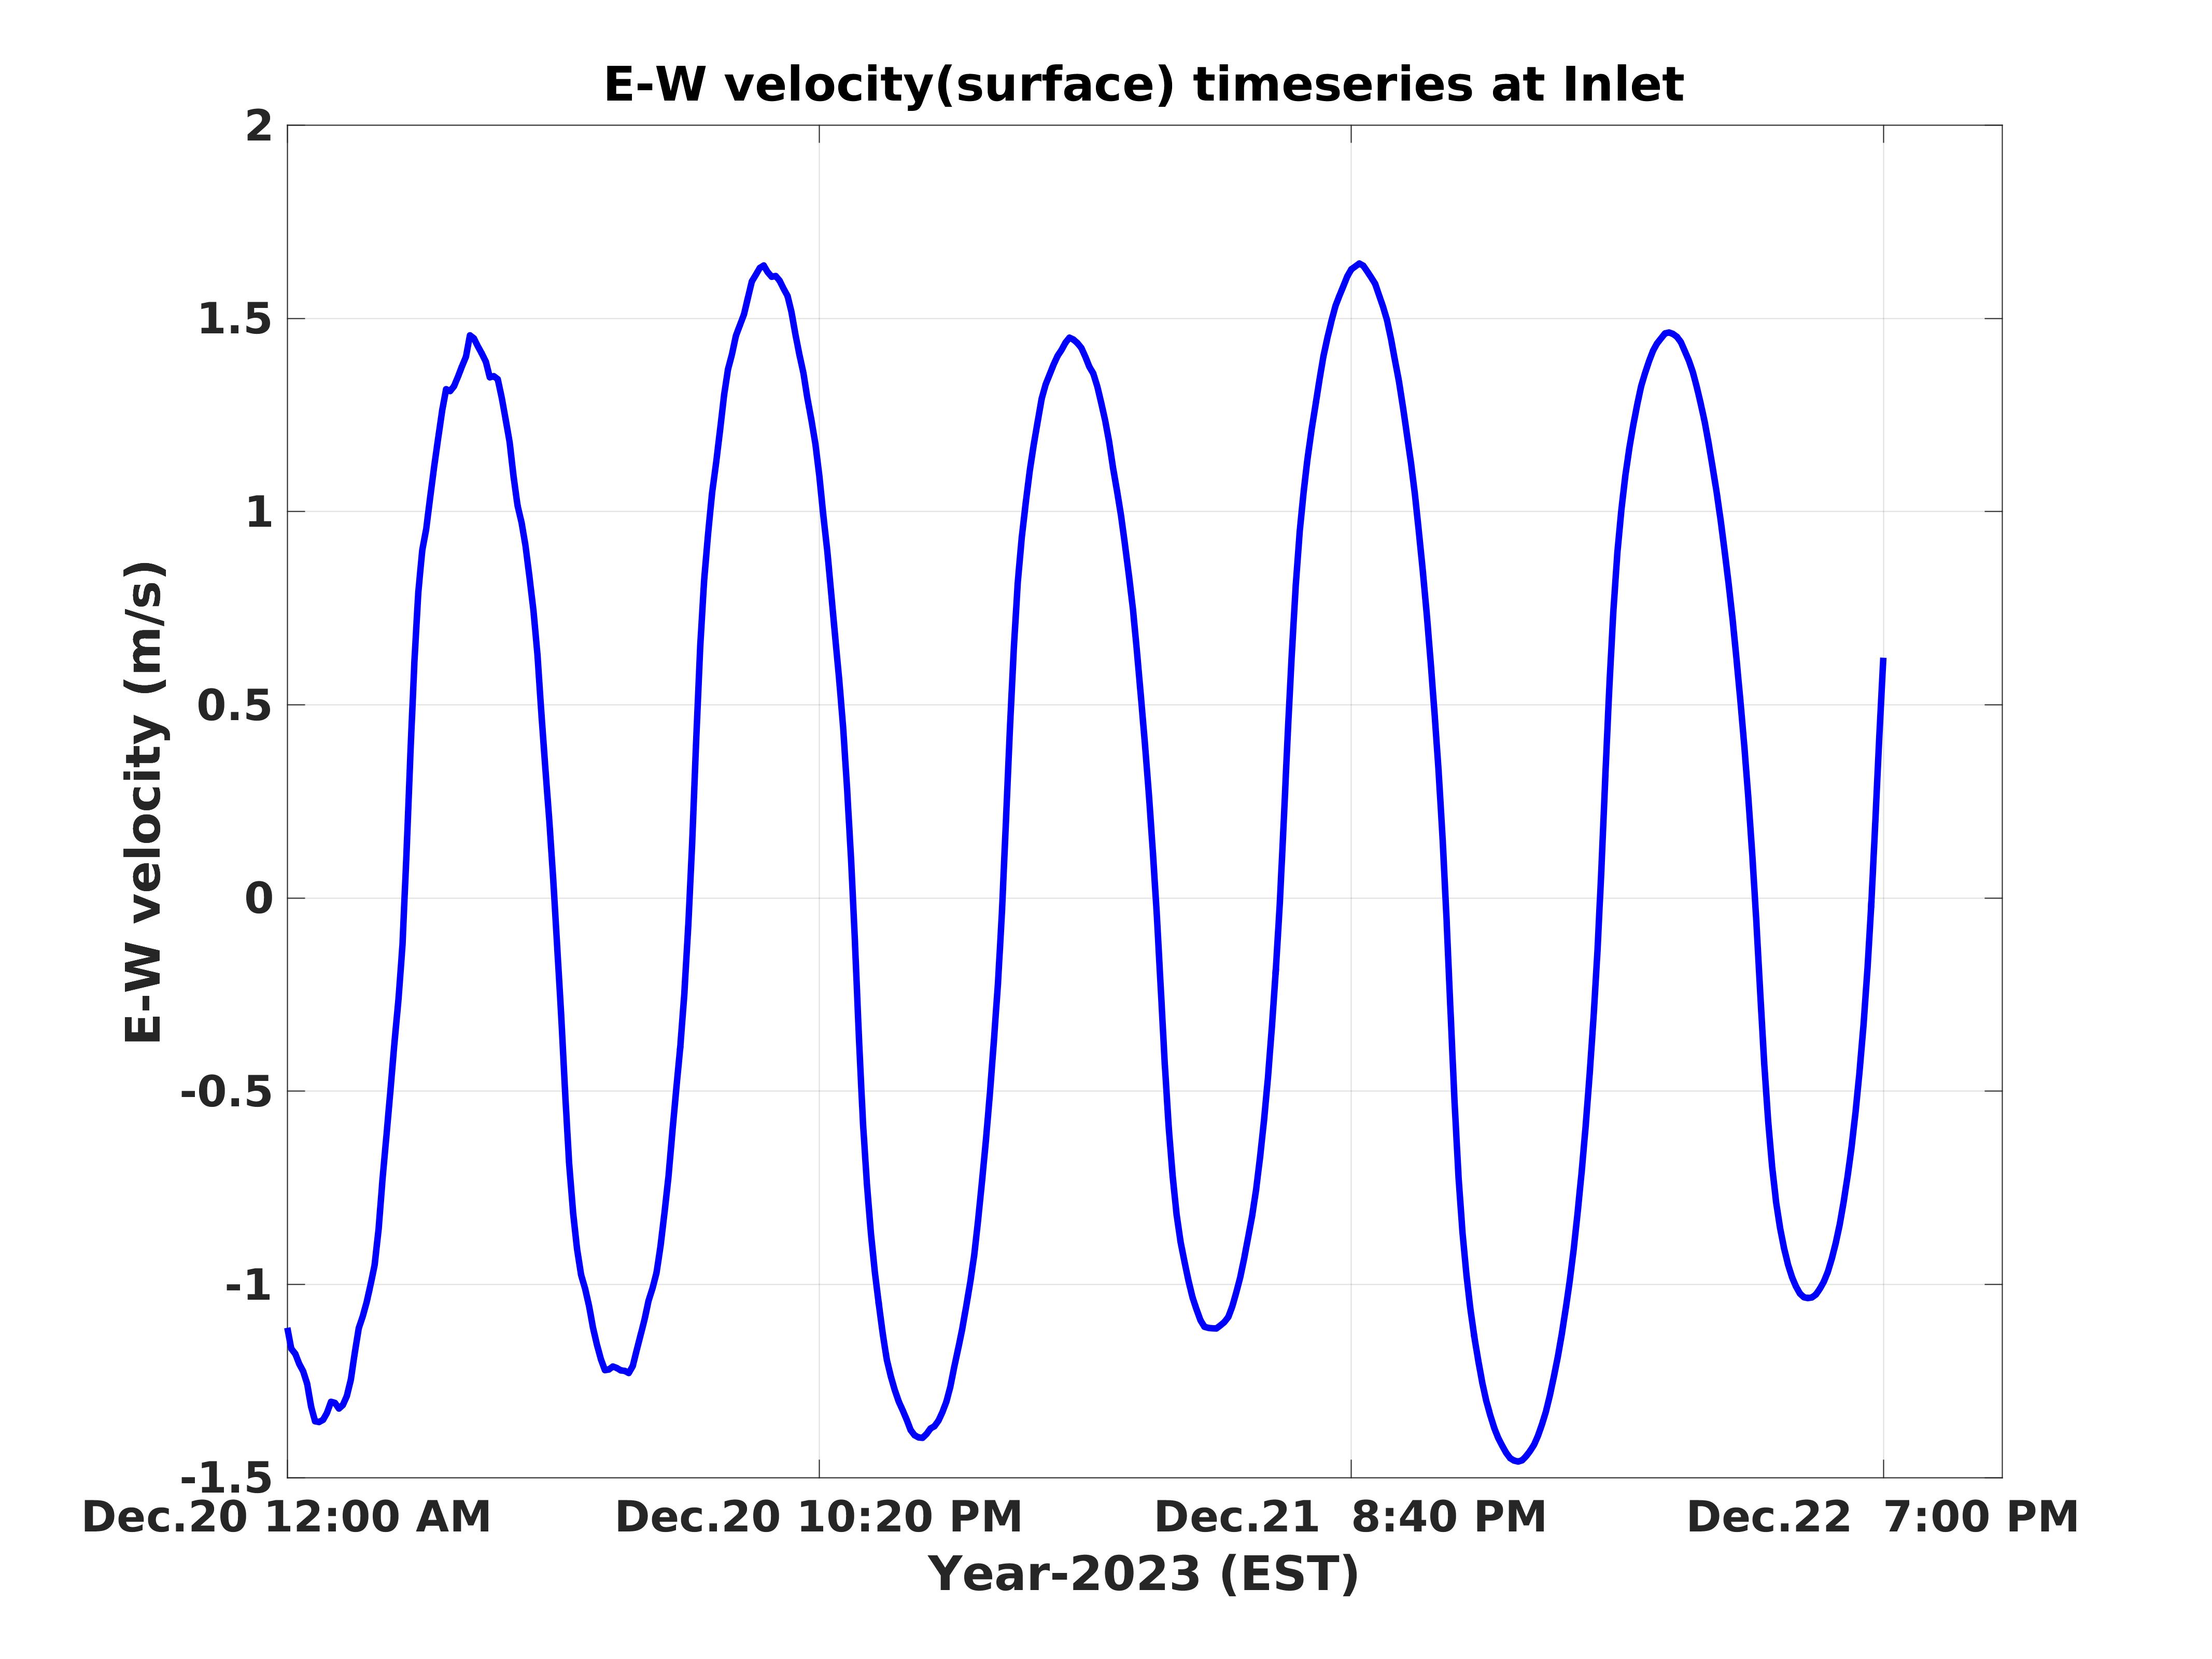 E-W velocity(surface) timeseries at Inlet
2
1.5
1
0.5
0
-0.5
-1
-1.5
E-W velocity (m/s)
Dec.20 12:00 AM Dec.20 10:20 PM Dec.21 8:40 PM Dec.22 7:00 PM
Year-2023 (EST)